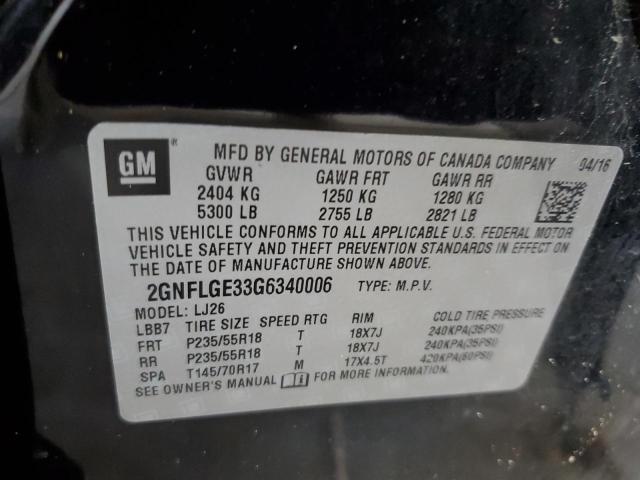 GM ® MFD BY GENERAL MOTORS OF CANADA COMPANY 04/16
GVWR GAWR FRT GAWR RR
2404 KG 1250 KG 1280 KG
5300 LB 2755 LB 2821 LB
THIS VEHICLE CONFORMS TO ALL APPLICABLE U.S. FEDERAL MOTOR
VEHICLE SAFETY AND THEFT PREVENTION STANDARDS IN EFFECT ON
THE DATE OF MANUFACTURE SHOWN ABOVE.
2GNFLGE33G6340006 TYPE: M.P.V.
MODEL: LJ26
LBB7 TIRE SIZE SPEED RTG RIM COLD TIRE PRESSURE
FRT P235/55R18 T 18X7J 240KPA(35PSI)
RR P235/55R18 T 18X7J 240KPA(35PSI)
SPA T145/70R17 M 17X4.5T 420KPA(60PSI)
SEE OWNER'S MANUAL FOR MORE INFORMATION.